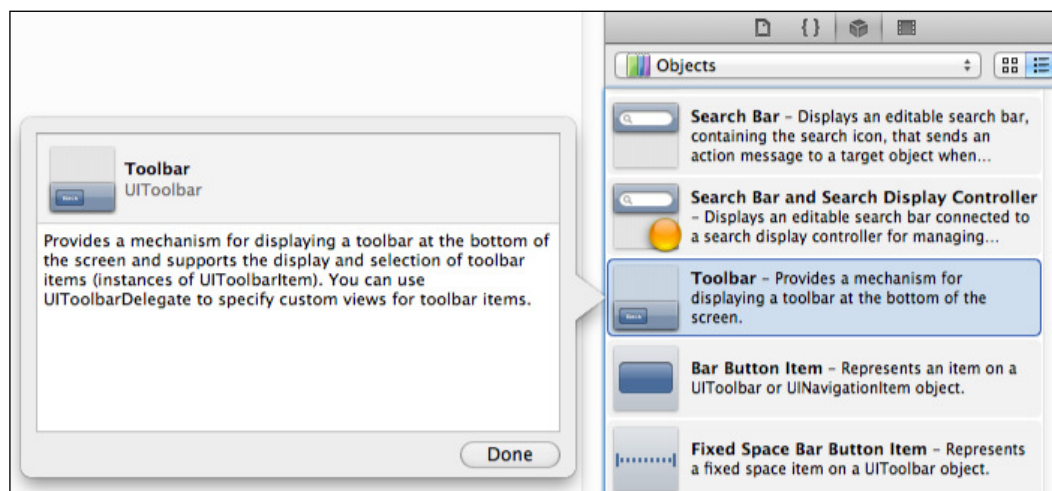 { }
Objects
Search Bar – Displays an editable search bar,
containing the search icon, that sends an
action message to a target object when...
Search Bar and Search Display Controller
– Displays an editable search bar connected to
a search display controller for managing...
Toolbar – Provides a mechanism for
displaying a toolbar at the bottom of the
screen.
Back
Bar Button Item – Represents an item on a
UIToolbar or UINavigationItem object.
Fixed Space Bar Button Item – Represents
a fixed space item on a UIToolbar object.
Toolbar
UIToolbar
Back
Provides a mechanism for displaying a toolbar at the bottom of
the screen and supports the display and selection of toolbar
items (instances of UIToolbarItem). You can use
UIToolbarDelegate to specify custom views for toolbar items.
Done